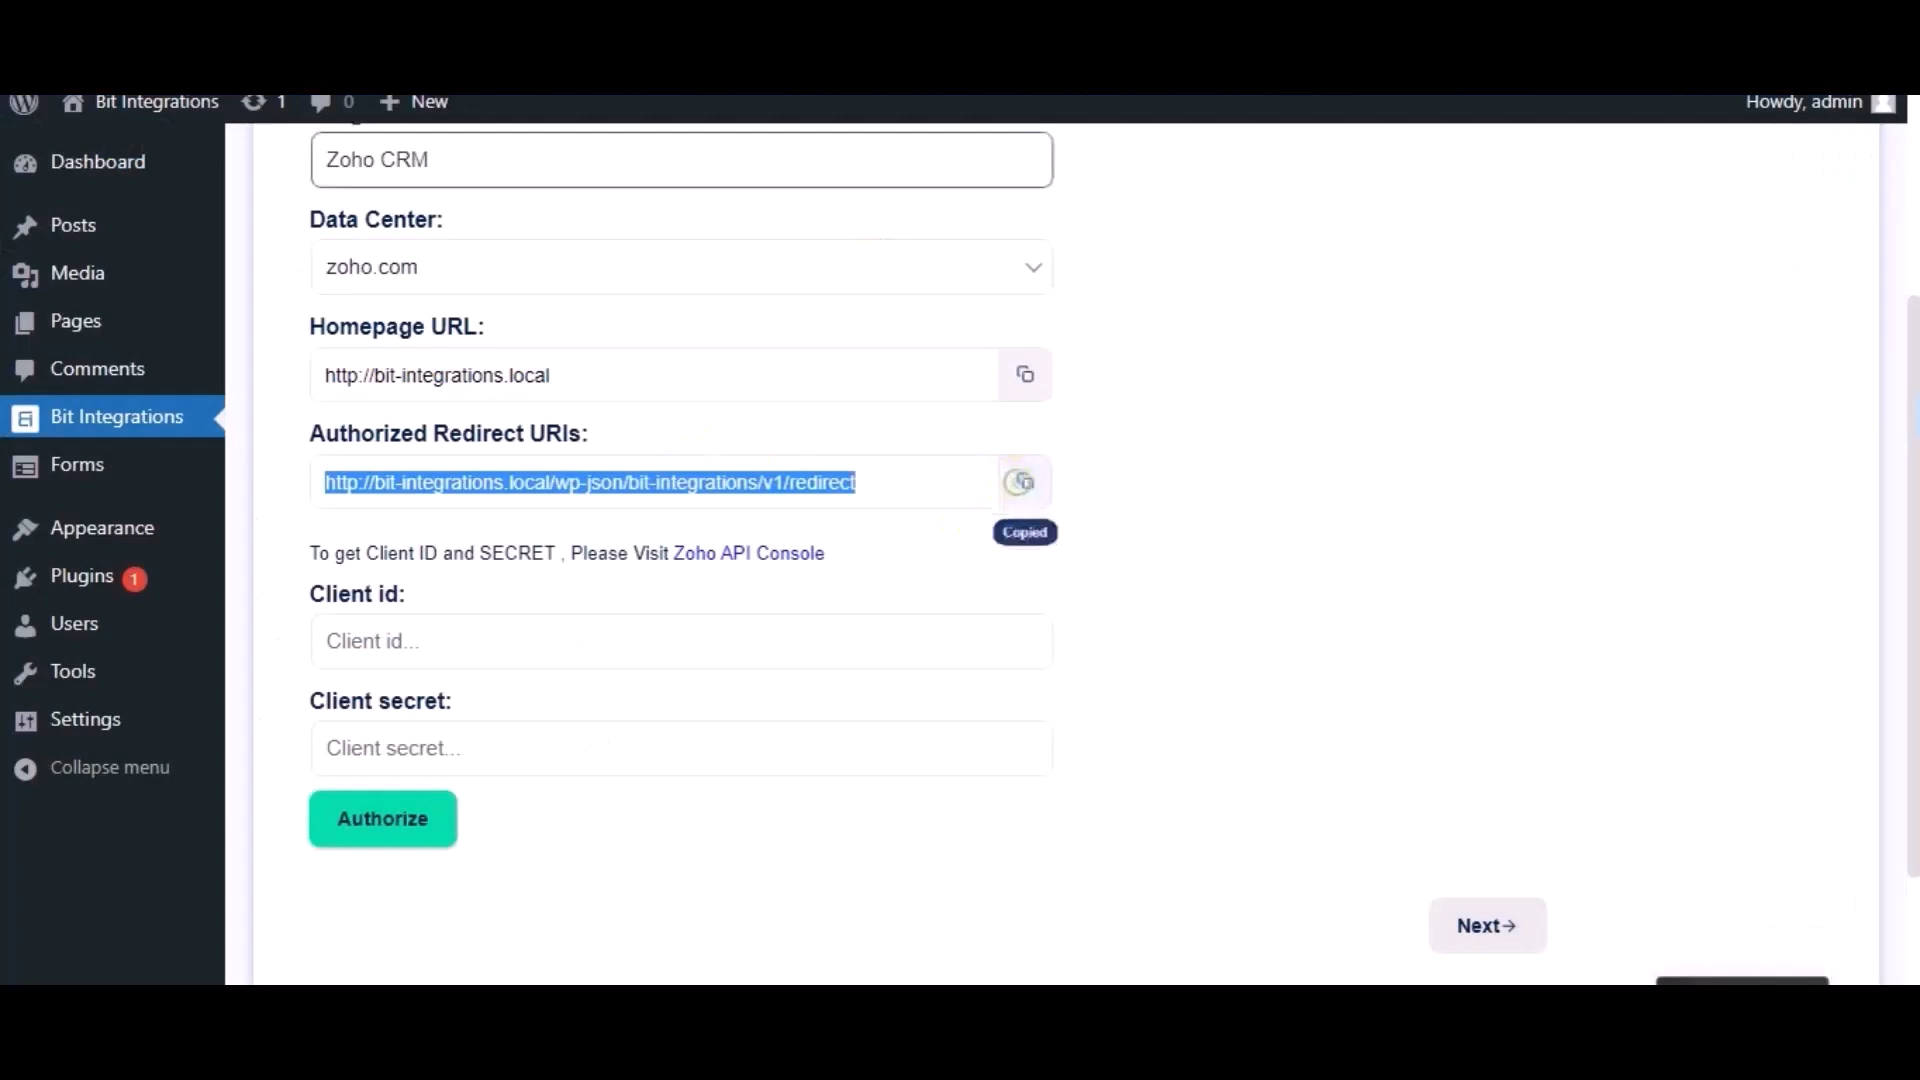 Bit Integrations 1 0 New Howdy, admin
Dashboard
Posts
Media
Pages
Comments
Bit Integrations
Forms
Appearance
Plugins 1
Users
Tools
Settings
Collapse menu
Zoho CRM
Data Center:
zoho.com
Homepage URL:
http://bit-integrations.local
Authorized Redirect URIs:
http://bit-integrations.local/wp-json/bit-integrations/v1/redirect
Copied
To get Client ID and SECRET , Please Visit Zoho API Console
Client id:
Client id...
Client secret:
Client secret...
Authorize
Next→